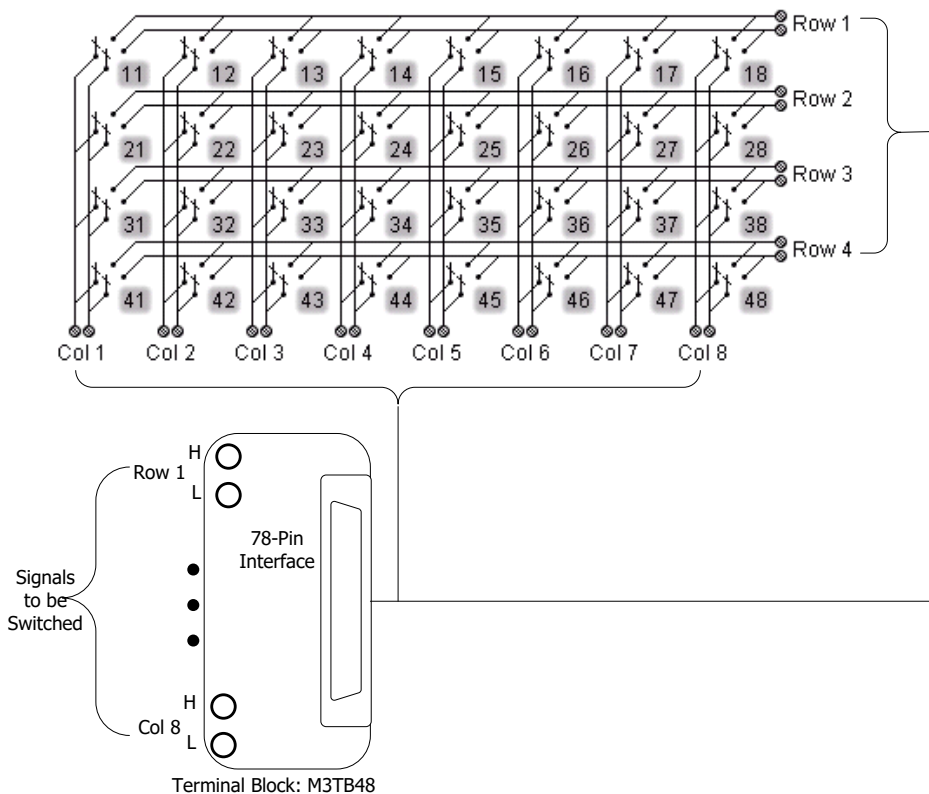 Row 1
11 12 13 14 15 16 17 18
Row 2
21 22 23 24 25 26 27 28
Row 3
31 32 33 34 35 36 37 38
Row 4
41 42 43 44 45 46 47 48
Col 1 Col 2 Col 3 Col 4 Col 5 Col 6 Col 7 Col 8
H
Row 1
L
78-Pin
Interface
Signals
to be
Switched
H
Col 8
L
Terminal Block: M3TB48